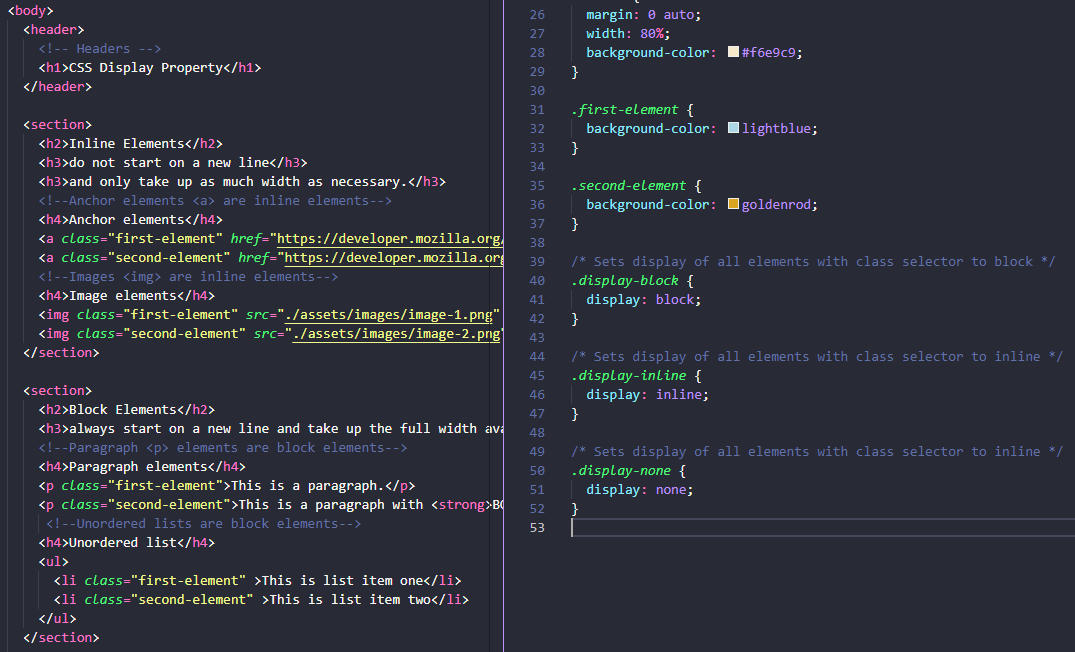 <body>
<header>
<!-- Headers -->
<h1>CSS Display Property</h1>
</header>
<section>
<h2>Inline Elements</h2>
<h3>do not start on a new line</h3>
<h3>and only take up as much width as necessary.</h3>
<!--Anchor elements <a> are inline elements-->
<h4>Anchor elements</h4>
<a class="first-element" href="https://developer.mozilla.org/
<a class="second-element" href="https://developer.mozilla.org
<!--Images <img> are inline elements-->
<h4>Image elements</h4>
<img class="first-element" src="./assets/images/image-1.png"
<img class="second-element" src="./assets/images/image-2.png"
</section>
<section>
<h2>Block Elements</h2>
<h3>always start on a new line and take up the full width
<!--Paragraph <p> elements are block elements-->
<h4>Paragraph elements</h4>
<p class="first-element">This is a paragraph.</p>
<p class="second-element">This is a paragraph with <strong>
<!--Unordered lists are block elements-->
<h4>Unordered list</h4>
<ul>
<li class="first-element" >This is list item one</li>
<li class="second-element" >This is list item two</li>
</ul>
</section>
26 margin: 0 auto;
27 width: 80%;
28 background-color: #f6e9c9;
29 }
30
31 .first-element {
32 background-color: lightblue;
33 }
34
35 .second-element {
36 background-color: goldenrod;
37 }
38
39 /* Sets display of all elements with class selector to block */
40 .display-block {
41 display: block;
42 }
43
44 /* Sets display of all elements with class selector to inline */
45 .display-inline {
46 display: inline;
47 }
48
49 /* Sets display of all elements with class selector to inline */
50 .display-none {
51 display: none;
52 }
53